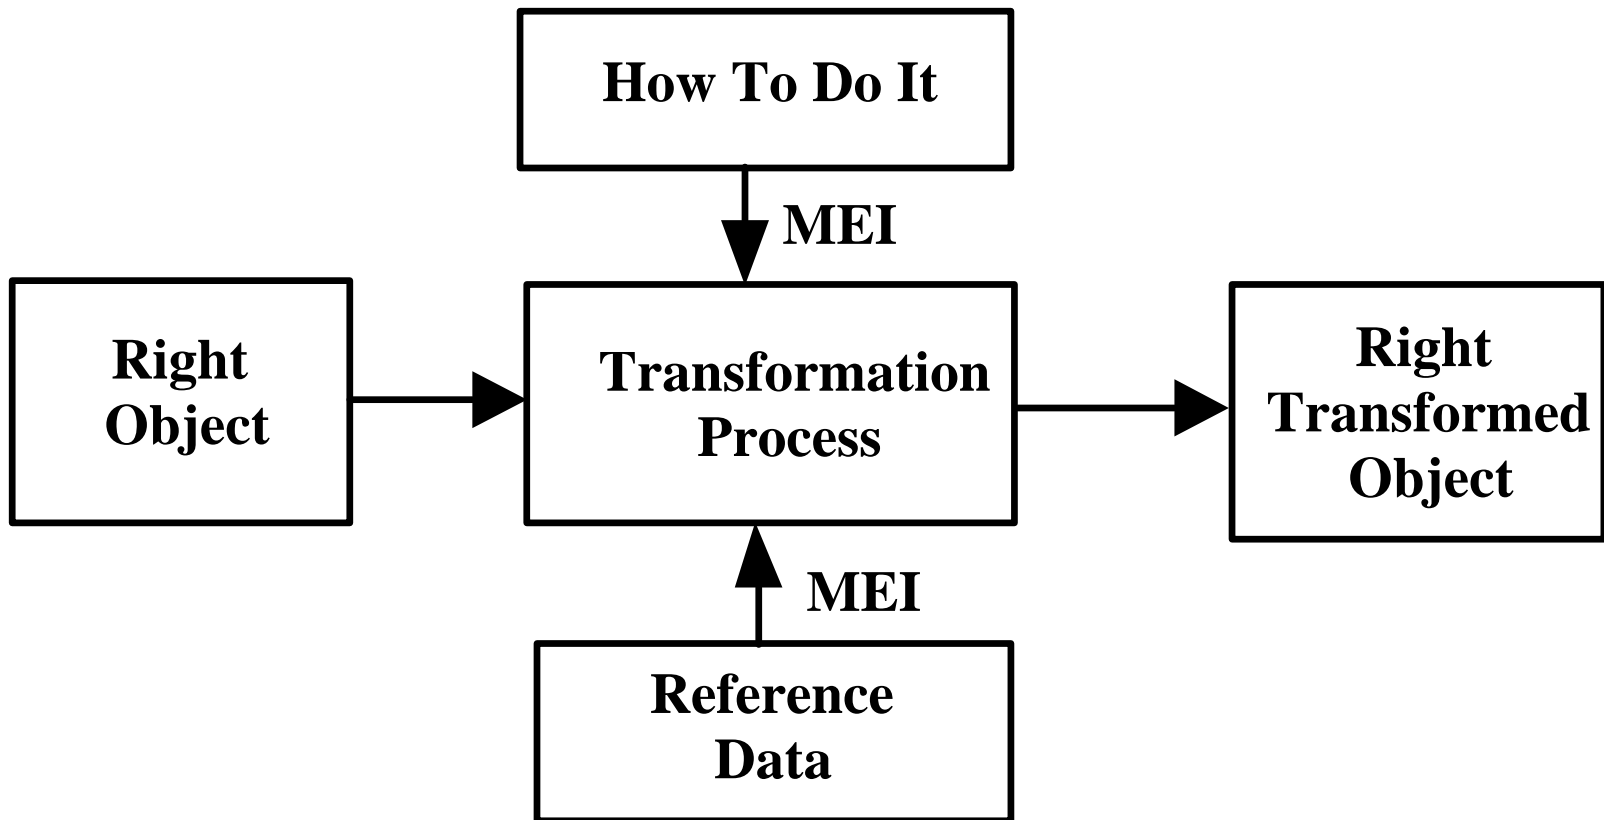 How To Do It
MEI
Right
Object
Transformation
Process
Right
Transformed
Object
MEI
Reference
Data